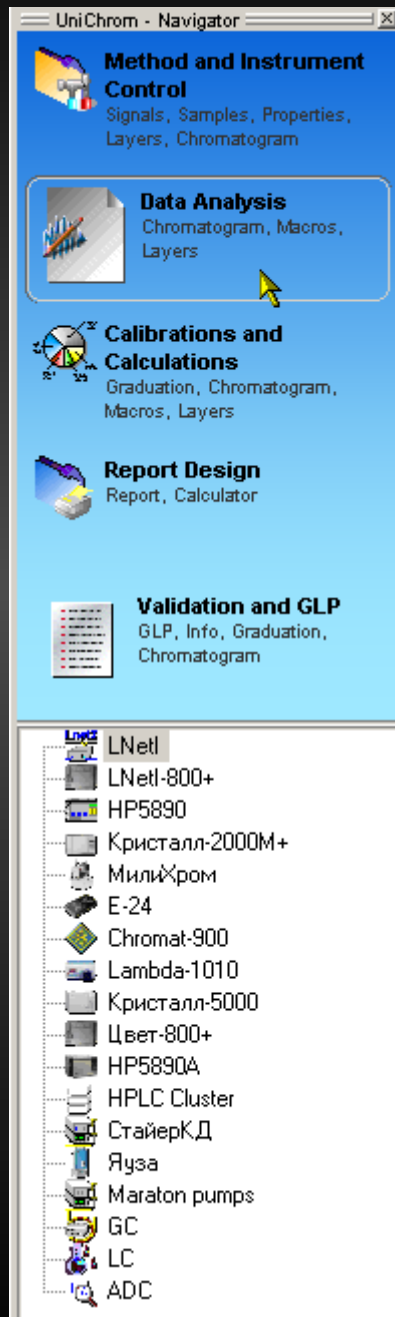 UniChrom - Navigator
Method and Instrument
Control
Signals, Samples, Properties,
Layers, Chromatogram
Data Analysis
Chromatogram, Macros,
Layers
Calibrations and
Calculations
Graduation, Chromatogram,
Macros, Layers
Report Design
Report, Calculator
Validation and GLP
GLP, Info, Graduation,
Chromatogram
LNetI
LNetI-800+
HP5890
Кристалл-2000М+
МилиХром
E-24
Chromat-900
Lambda-1010
Кристалл-5000
Цвет-800+
HP5890A
HPLC Cluster
СтайерКД
Яуза
Maraton pumps
GC
LC
ADC